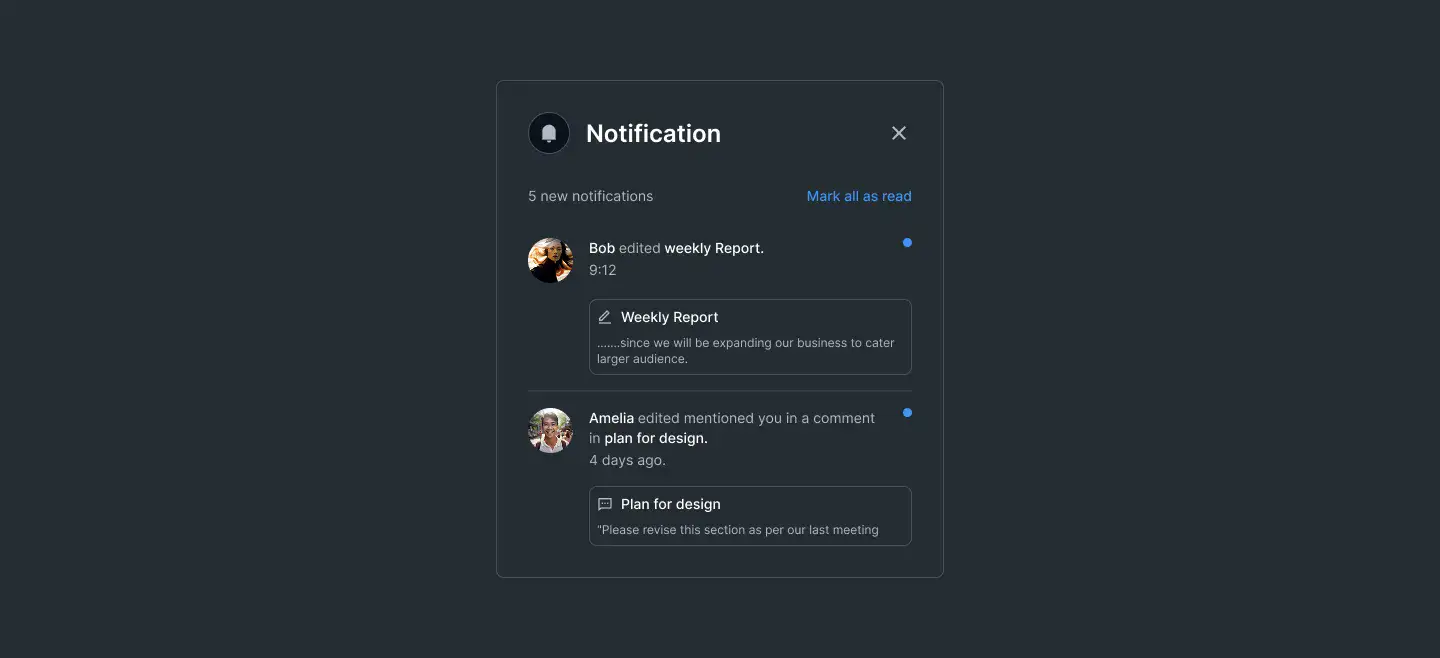 Notification
5 new notifications
Mark all as read
Bob edited weekly Report.
9:12
Weekly Report
.......since we will be expanding our business to cater
larger audience.
Amelia edited mentioned you in a comment
in plan for design.
4 days ago.
Plan for design
"Please revise this section as per our last meeting